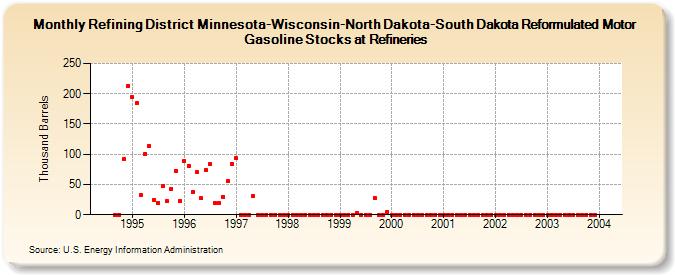 Monthly Refining District Minnesota-Wisconsin-North Dakota-South Dakota Reformulated Motor
Gasoline Stocks at Refineries
Thousand Barrels
250
200
150
100
50
0
1995 1996 1997 1998 1999 2000 2001 2002 2003 2004
Source: U.S. Energy Information Administration